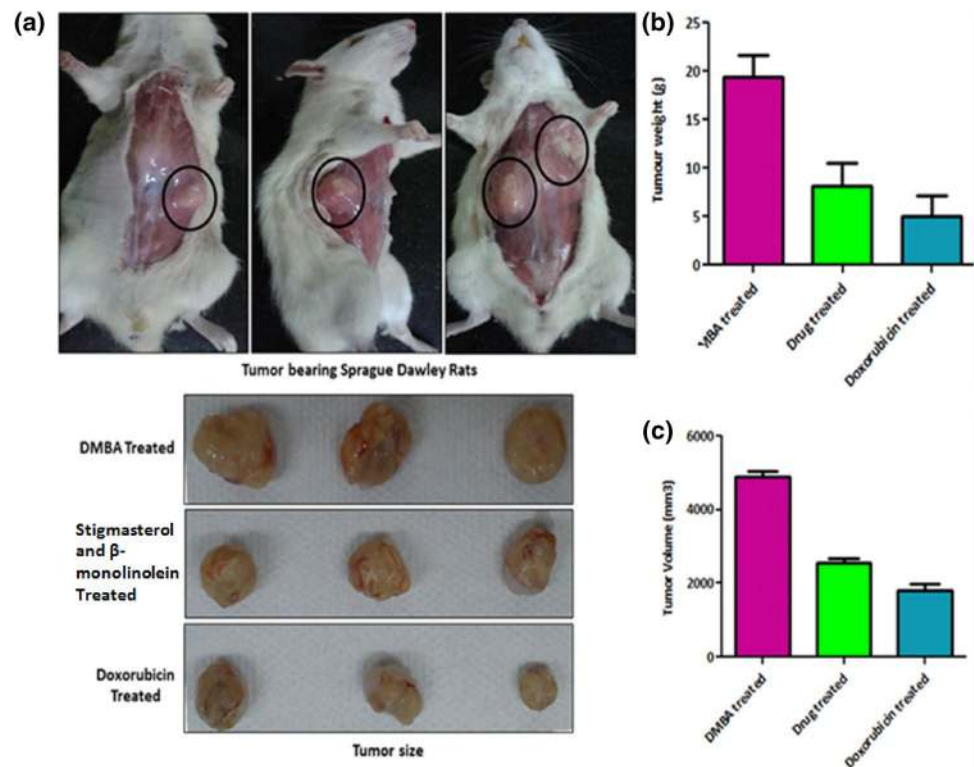 (a)
Tumor bearing Sprague Dawley Rats
DMBA Treated
Stigmasterol
and β-
monolinolein
Treated
Doxorubicin
Treated
Tumor size
(b)
Tumour weight (g)
25
20
15
10
5
0
MBA treated
Drug treated
Doxorubicin treated
(c)
Tumor Volume (mm3)
6000
4000
2000
0
DMBA treated
Drug treated
Doxorubicin treated